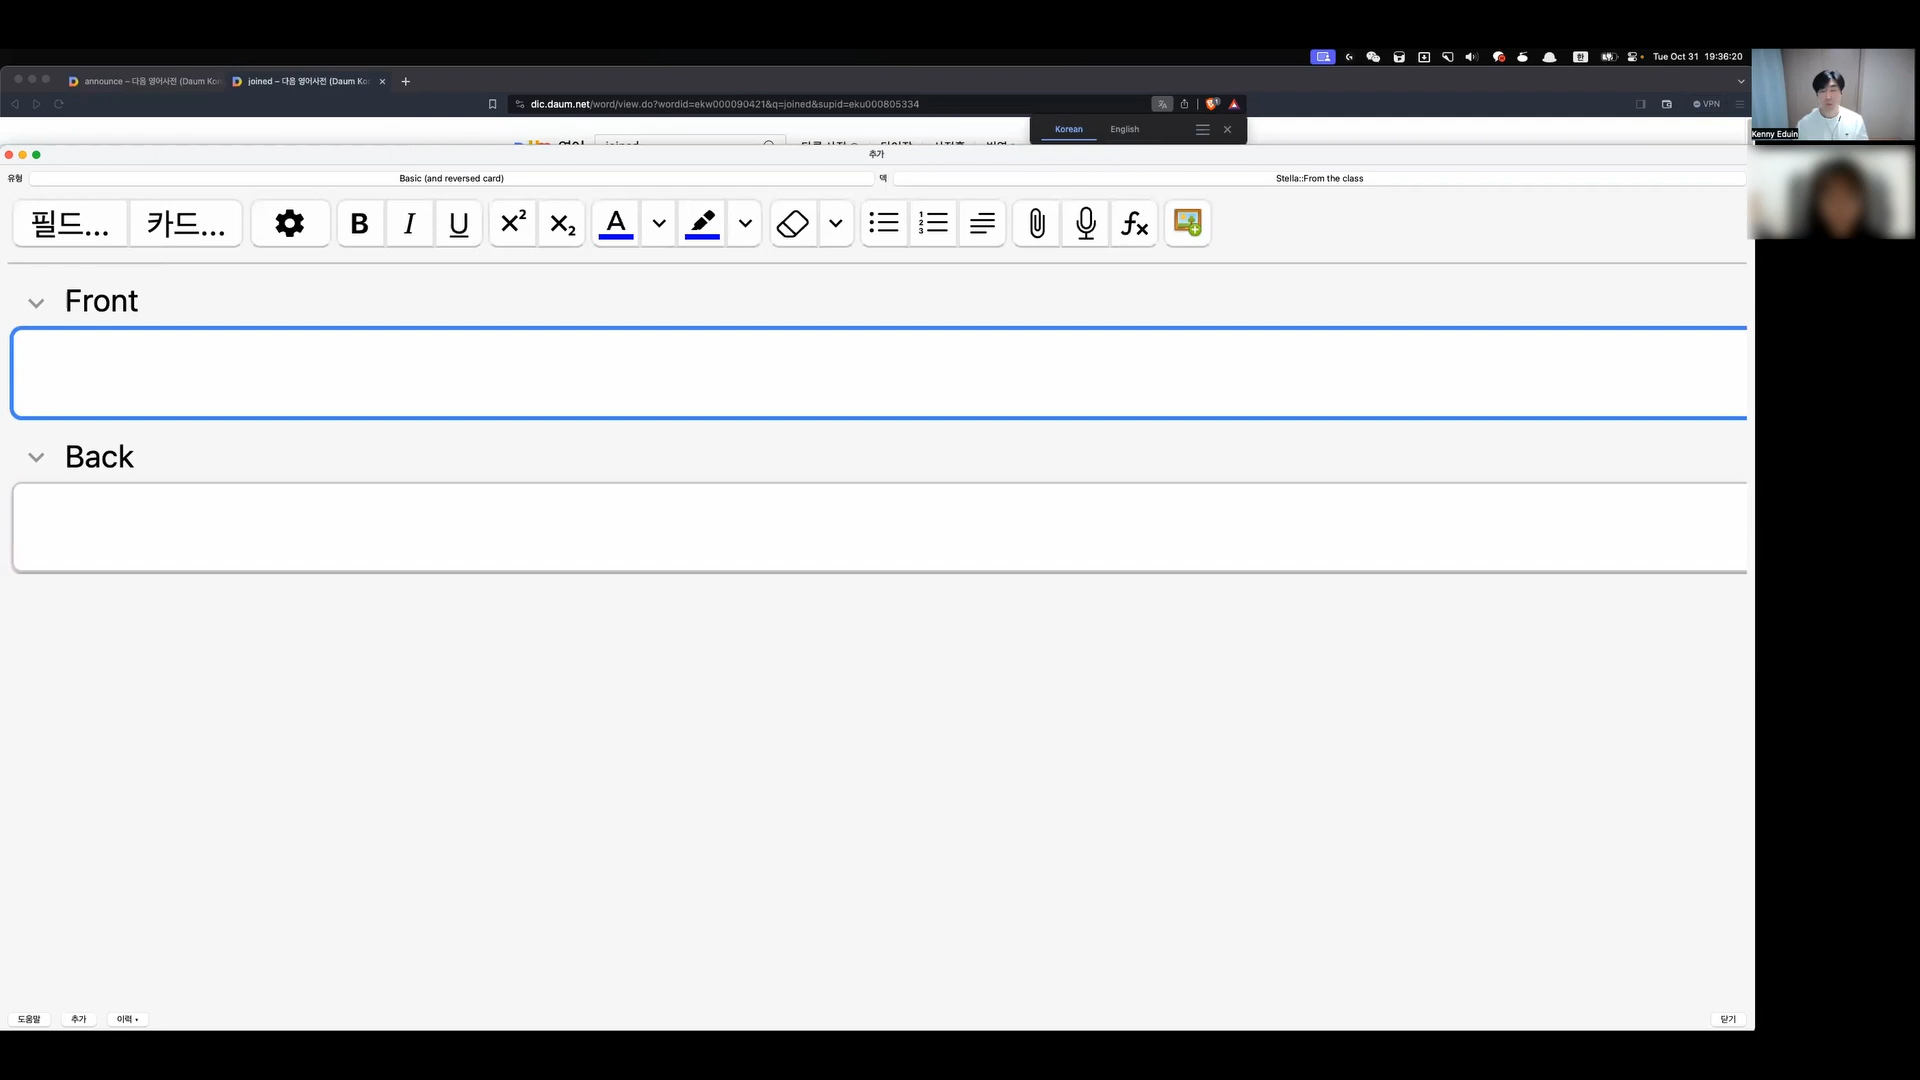 Tue Oct 31 19:36:20
announce – 다음 영어사전 (Daum Kor
joined – 다음 영어사전 (Daum Ko
dic.daum.net/word/view.do?wordid=ekw000090421&q=joined&supid=eku000805334
VPN
Korean English
Kenny Eduin
추가
유형 Basic (and reversed card) 덱 Stella::From the class
필드... 카드... B I U X² X₂ A fx
Front
Back
도움말 추가 이력
닫기